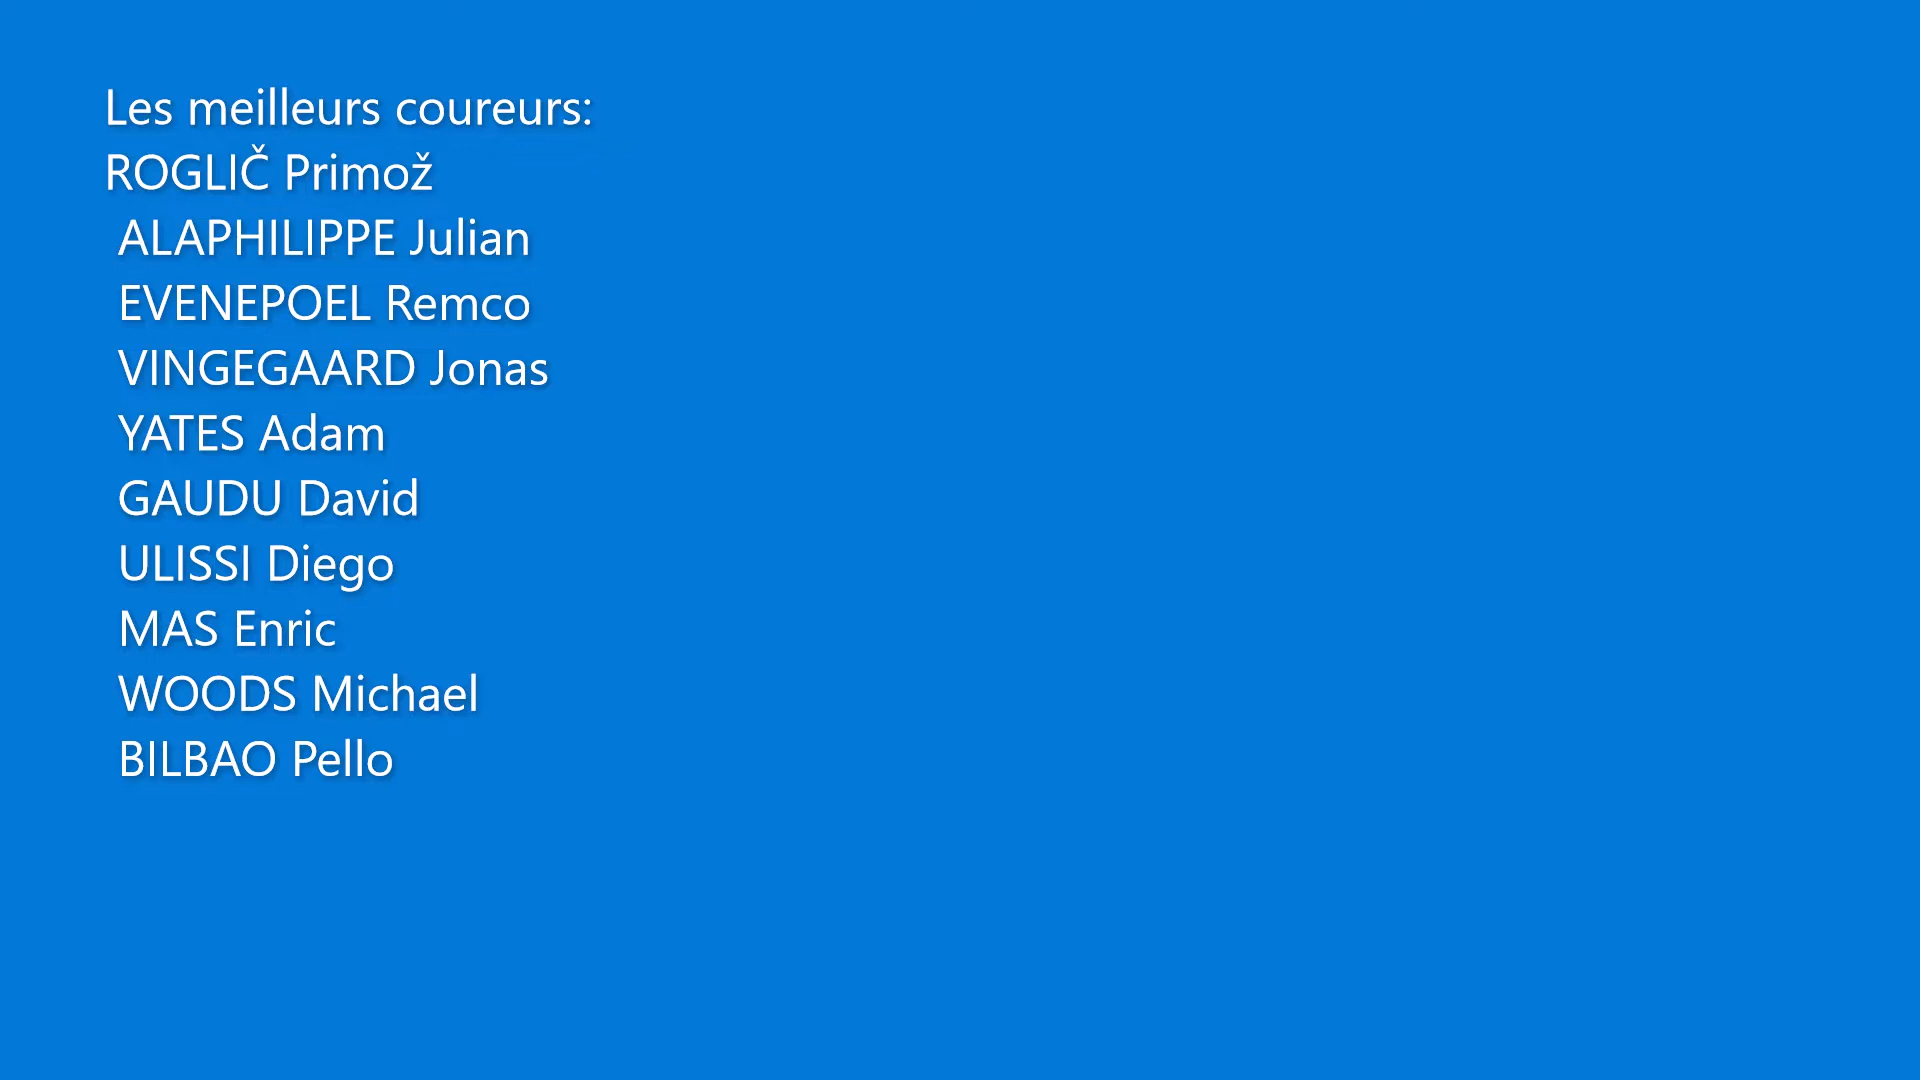 Les meilleurs coureurs:
ROGLIČ Primož
ALAPHILIPPE Julian
EVENEPOEL Remco
VINGEGAARD Jonas
YATES Adam
GAUDU David
ULISSI Diego
MAS Enric
WOODS Michael
BILBAO Pello